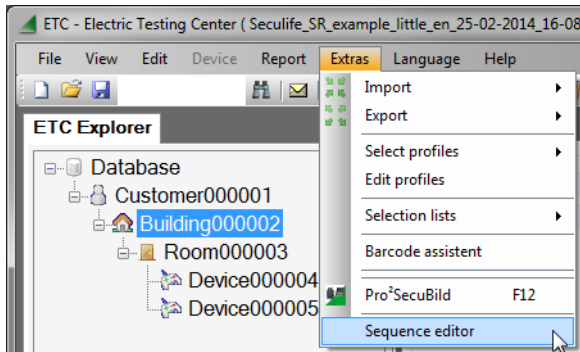 ETC - Electric Testing Center ( Seculife_SR_example_little_en_25-02-2014_16-08
File View Edit Device Report Extras Language Help
ETC Explorer
Database
Customer000001
Building000002
Room000003
Device000004
Device000005
Import
Export
Select profiles
Edit profiles
Selection lists
Barcode assistent
Pro²SecuBild F12
Sequence editor